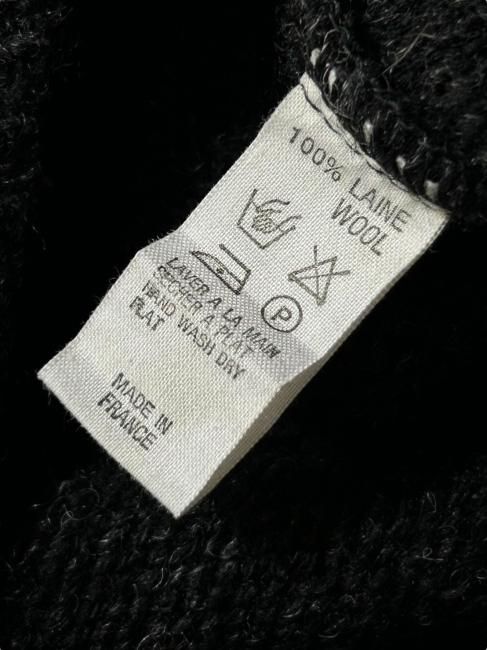 100% LAINE
WOOL
P
LAVER A LA MAIN
SECHER A PLAT
HAND WASH DRY
FLAT
MADE IN
FRANCE